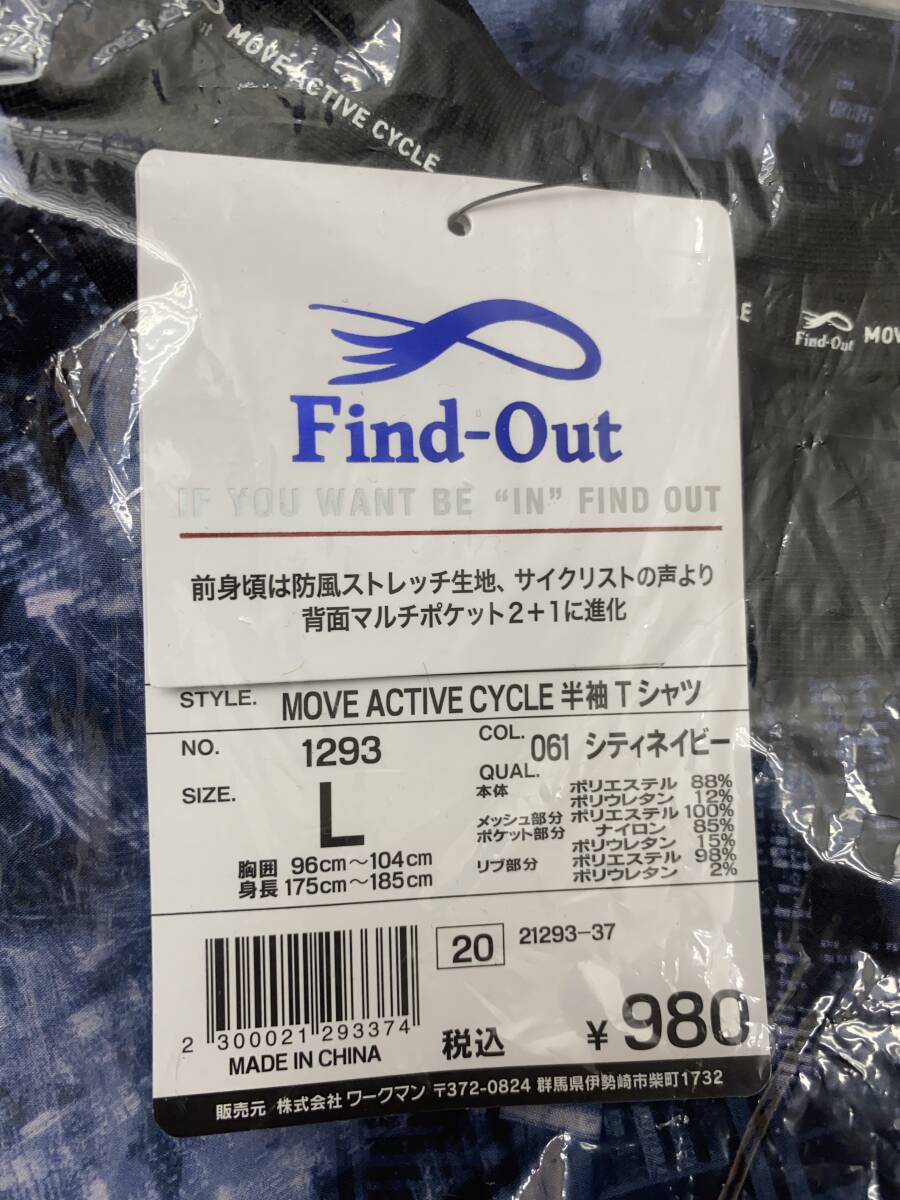 MOVE ACTIVE CYCLE
Find-Out
Find-Out
IF YOU WANT BE “IN” FIND OUT
前身頃は防風ストレッチ生地、サイクリストの声より
背面マルチポケット2+1に進化
STYLE. MOVE ACTIVE CYCLE 半袖Tシャツ
NO. 1293
COL. 061 シティネイビー
SIZE. L
胸囲 96cm～104cm
身長 175cm～185cm
QUAL.
本体 ポリエステル 88%
ポリウレタン 12%
メッシュ部分 ポリエステル 100%
ポケット部分 ナイロン 85%
ポリウレタン 15%
リブ部分 ポリエステル 98%
ポリウレタン 2%
20 21293-37
2 300021 293374
MADE IN CHINA
税込 ¥980
販売元 株式会社 ワークマン 〒372-0824 群馬県伊勢崎市柴町1732